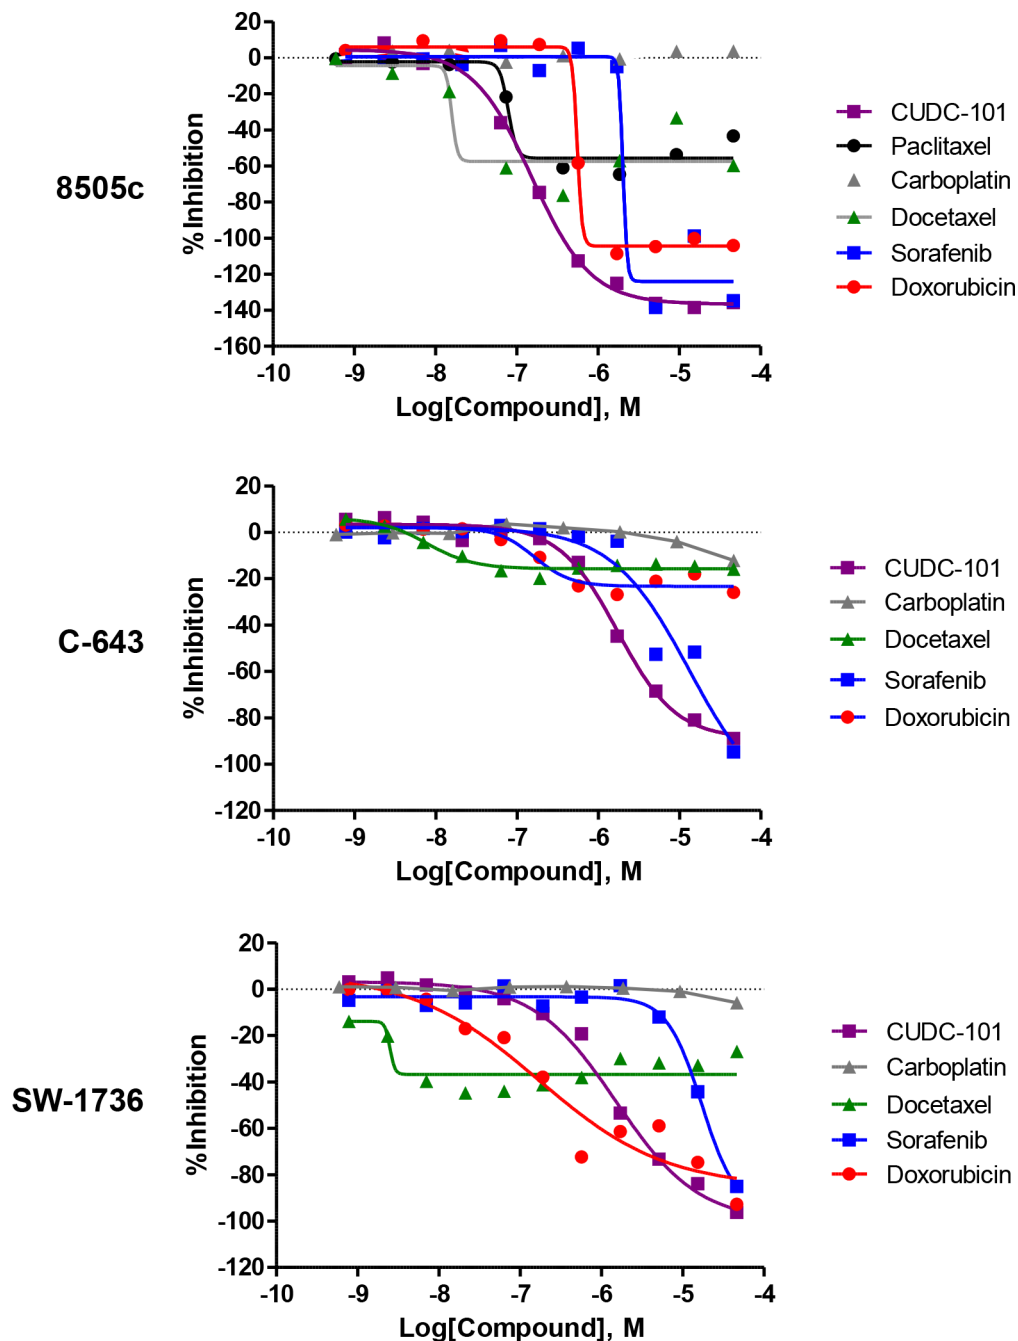 8505c
%Inhibition
20
0
-20
-40
-60
-80
-100
-120
-140
-160
-10 -9 -8 -7 -6 -5 -4
Log[Compound], M
CUDC-101
Paclitaxel
Carboplatin
Docetaxel
Sorafenib
Doxorubicin
C-643
%Inhibition
20
0
-20
-40
-60
-80
-100
-120
-10 -9 -8 -7 -6 -5 -4
Log[Compound], M
CUDC-101
Carboplatin
Docetaxel
Sorafenib
Doxorubicin
SW-1736
%Inhibition
20
0
-20
-40
-60
-80
-100
-120
-10 -9 -8 -7 -6 -5 -4
Log[Compound], M
CUDC-101
Carboplatin
Docetaxel
Sorafenib
Doxorubicin